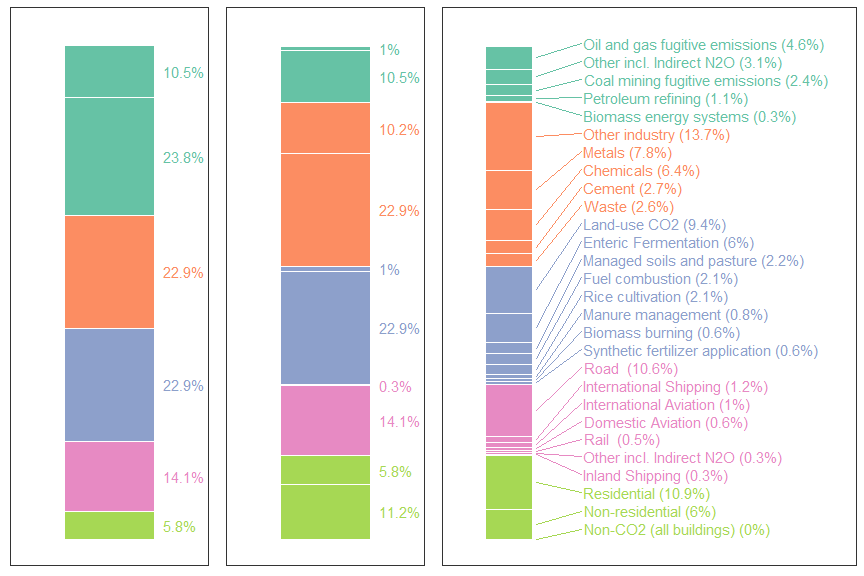 10.5%
23.8%
22.9%
22.9%
14.1%
5.8%
1%
10.5%
10.2%
22.9%
1%
22.9%
0.3%
14.1%
5.8%
11.2%
Oil and gas fugitive emissions (4.6%)
Other incl. Indirect N2O (3.1%)
Coal mining fugitive emissions (2.4%)
Petroleum refining (1.1%)
Biomass energy systems (0.3%)
Other industry (13.7%)
Metals (7.8%)
Chemicals (6.4%)
Cement (2.7%)
Waste (2.6%)
Land-use CO2 (9.4%)
Enteric Fermentation (6%)
Managed soils and pasture (2.2%)
Fuel combustion (2.1%)
Rice cultivation (2.1%)
Manure management (0.8%)
Biomass burning (0.6%)
Synthetic fertilizer application (0.6%)
Road  (10.6%)
International Shipping (1.2%)
International Aviation (1%)
Domestic Aviation (0.6%)
Rail  (0.5%)
Other incl. Indirect N2O (0.3%)
Inland Shipping (0.3%)
Residential (10.9%)
Non-residential (6%)
Non-CO2 (all buildings) (0%)